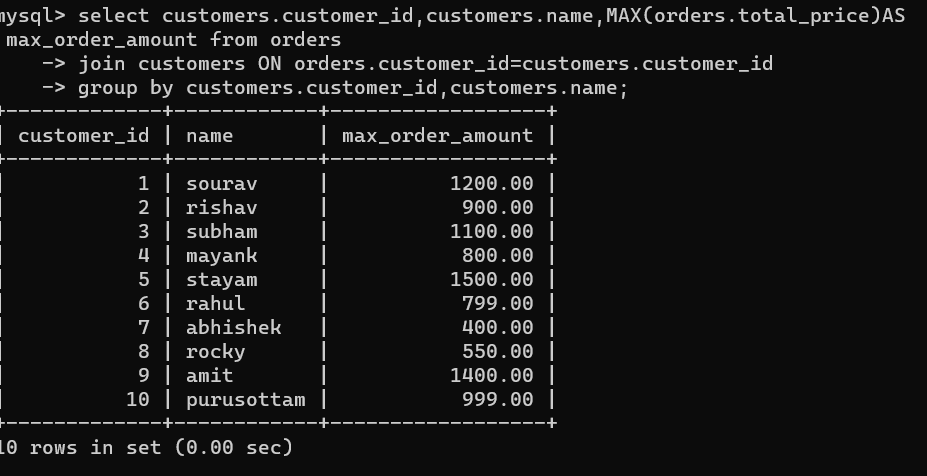 mysql> select customers.customer_id,customers.name,MAX(orders.total_price)AS
max_order_amount from orders
    -> join customers ON orders.customer_id=customers.customer_id
    -> group by customers.customer_id,customers.name;
+-------------+-----------+------------------+
| customer_id | name      | max_order_amount |
+-------------+-----------+------------------+
|           1 | sourav    |          1200.00 |
|           2 | rishav    |           900.00 |
|           3 | subham    |          1100.00 |
|           4 | mayank    |           800.00 |
|           5 | stayam    |          1500.00 |
|           6 | rahul     |           799.00 |
|           7 | abhishek  |           400.00 |
|           8 | rocky     |           550.00 |
|           9 | amit      |          1400.00 |
|          10 | purusottam |           999.00 |
+-------------+-----------+------------------+
10 rows in set (0.00 sec)